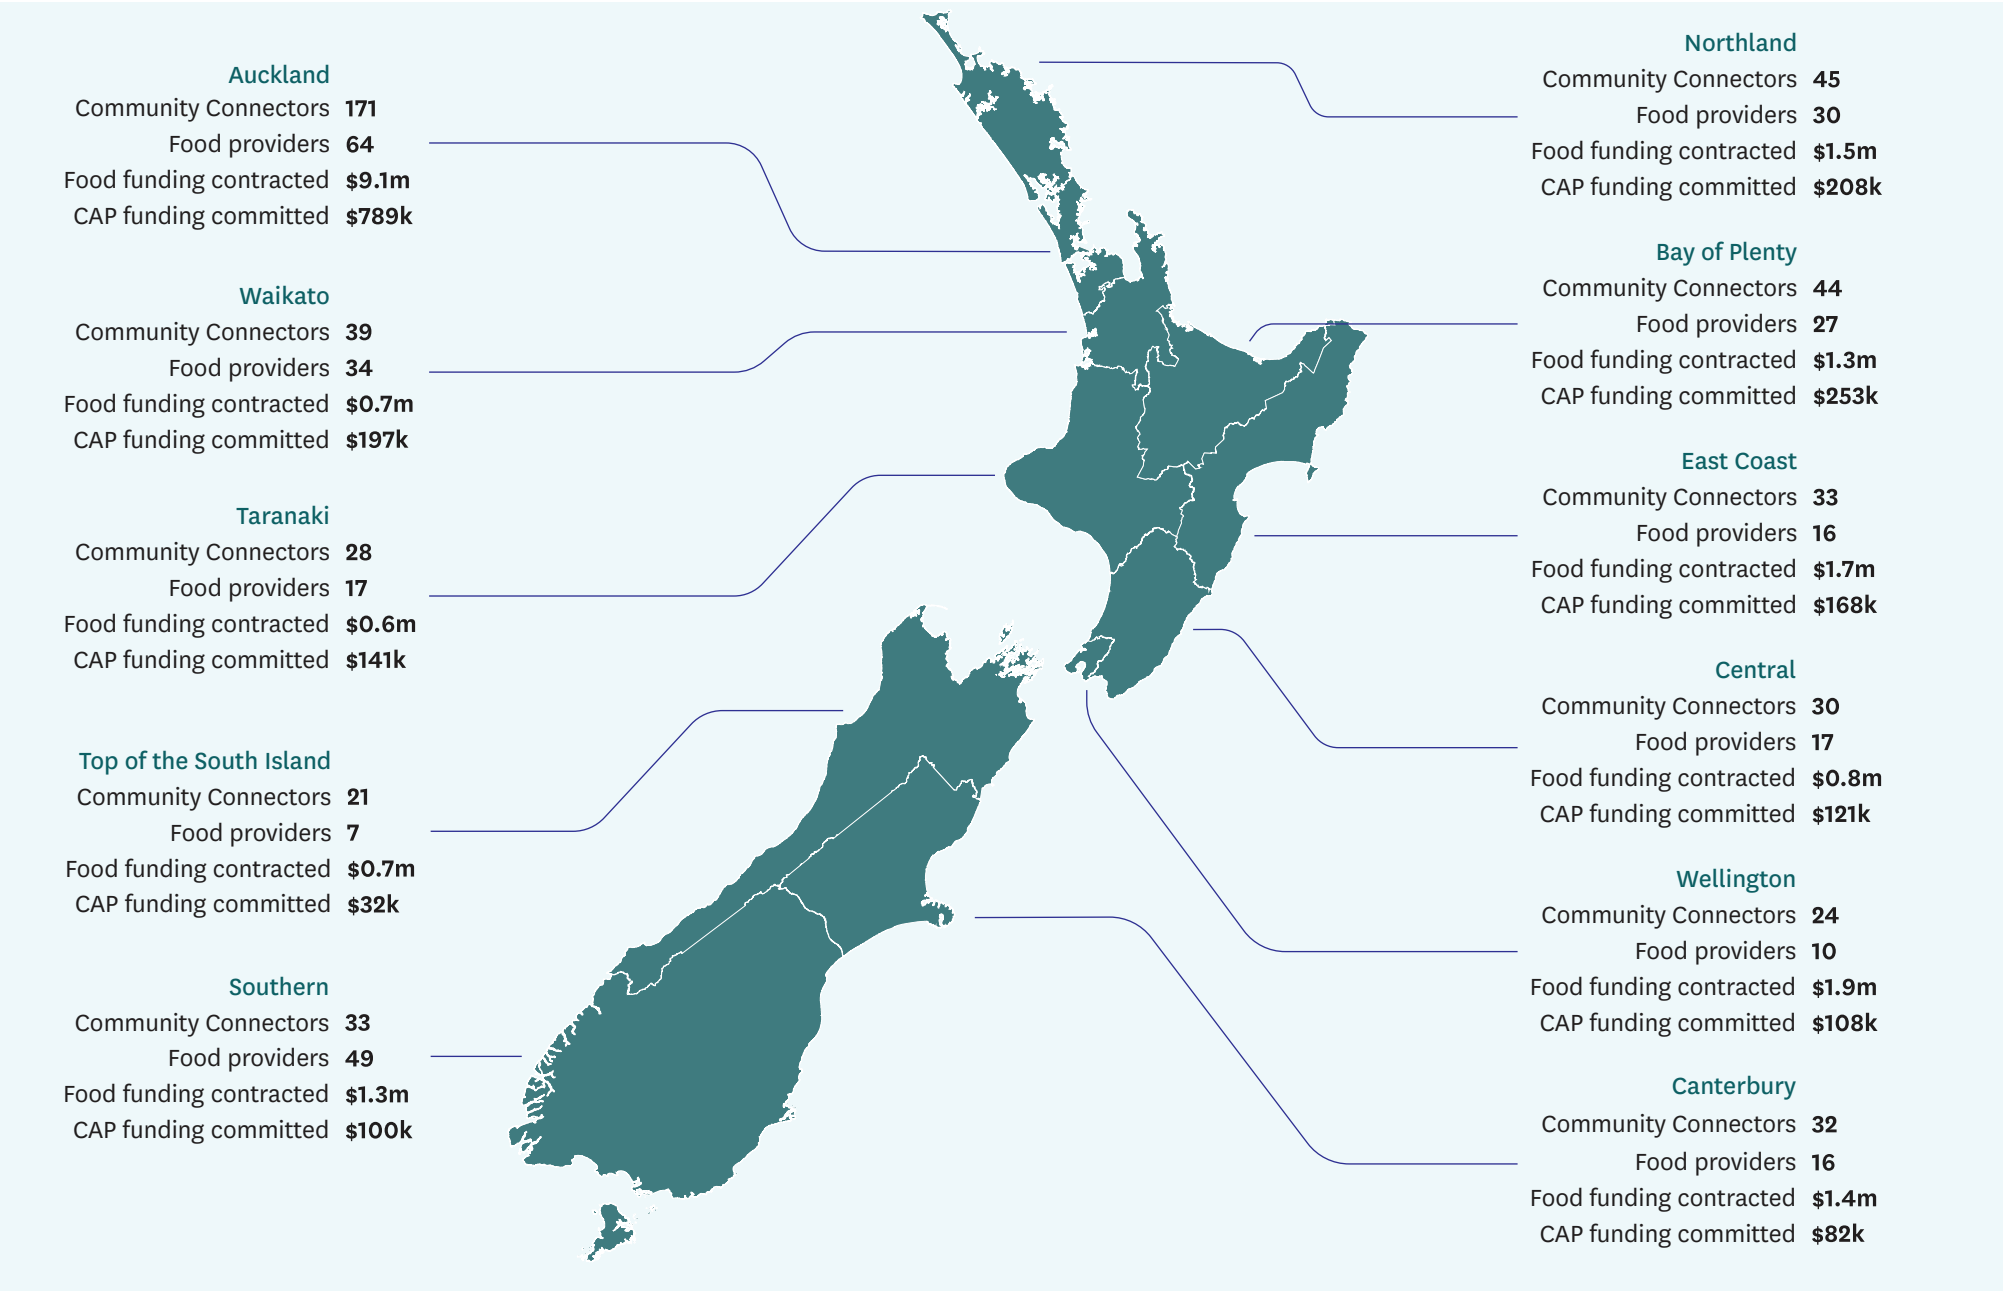 Auckland
Community Connectors 171
Food providers 64
Food funding contracted $9.1m
CAP funding committed $789k
Waikato
Community Connectors 39
Food providers 34
Food funding contracted $0.7m
CAP funding committed $197k
Taranaki
Community Connectors 28
Food providers 17
Food funding contracted $0.6m
CAP funding committed $141k
Top of the South Island
Community Connectors 21
Food providers 7
Food funding contracted $0.7m
CAP funding committed $32k
Southern
Community Connectors 33
Food providers 49
Food funding contracted $1.3m
CAP funding committed $100k
Northland
Community Connectors 45
Food providers 30
Food funding contracted $1.5m
CAP funding committed $208k
Bay of Plenty
Community Connectors 44
Food providers 27
Food funding contracted $1.3m
CAP funding committed $253k
East Coast
Community Connectors 33
Food providers 16
Food funding contracted $1.7m
CAP funding committed $168k
Central
Community Connectors 30
Food providers 17
Food funding contracted $0.8m
CAP funding committed $121k
Wellington
Community Connectors 24
Food providers 10
Food funding contracted $1.9m
CAP funding committed $108k
Canterbury
Community Connectors 32
Food providers 16
Food funding contracted $1.4m
CAP funding committed $82k